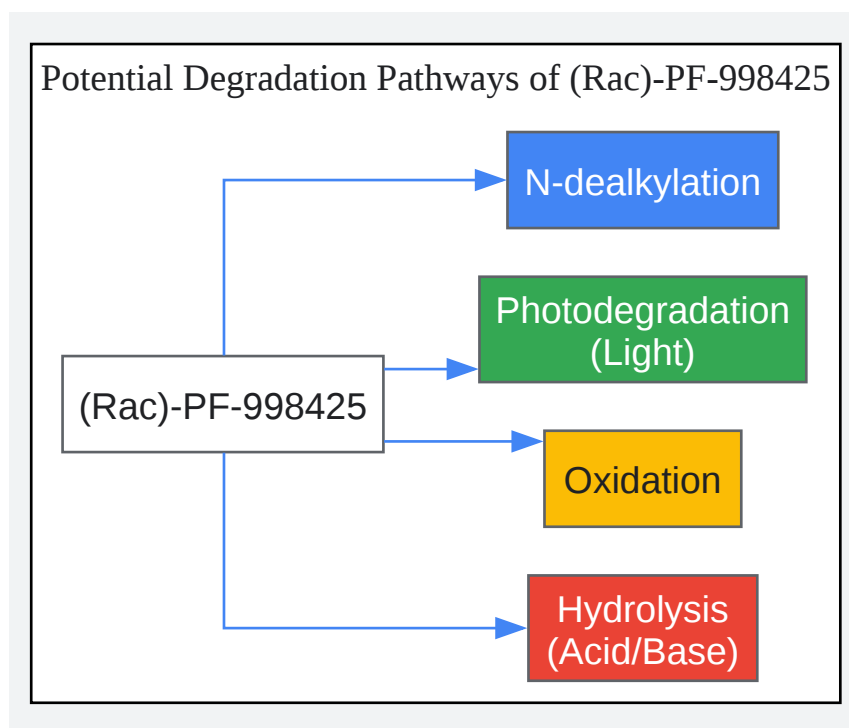 Potential Degradation Pathways of (Rac)-PF-998425
N-dealkylation
Photodegradation
(Light)
(Rac)-PF-998425
Oxidation
Hydrolysis
(Acid/Base)